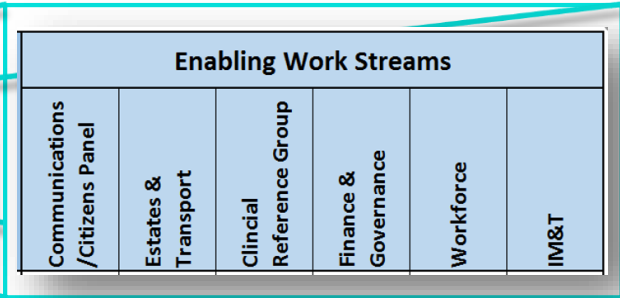 Enabling Work Streams
Communications
/Citizens Panel
Estates &
Transport
Clincial
Reference Group
Finance &
Governance
Workforce
IM&T